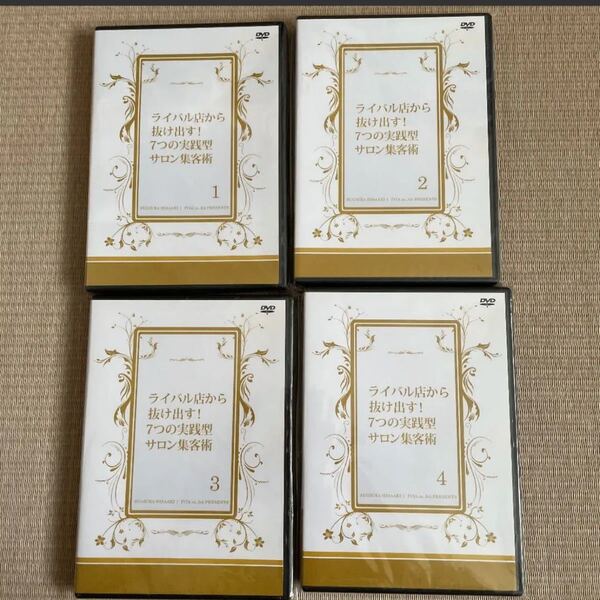 DVD
ライバル店から
抜け出す!
7つの実践型
サロン集客術
1
DVD
ライバル店から
抜け出す!
7つの実践型
サロン集客術
2
DVD
ライバル店から
抜け出す!
7つの実践型
サロン集客術
3
DVD
ライバル店から
抜け出す!
7つの実践型
サロン集客術
4